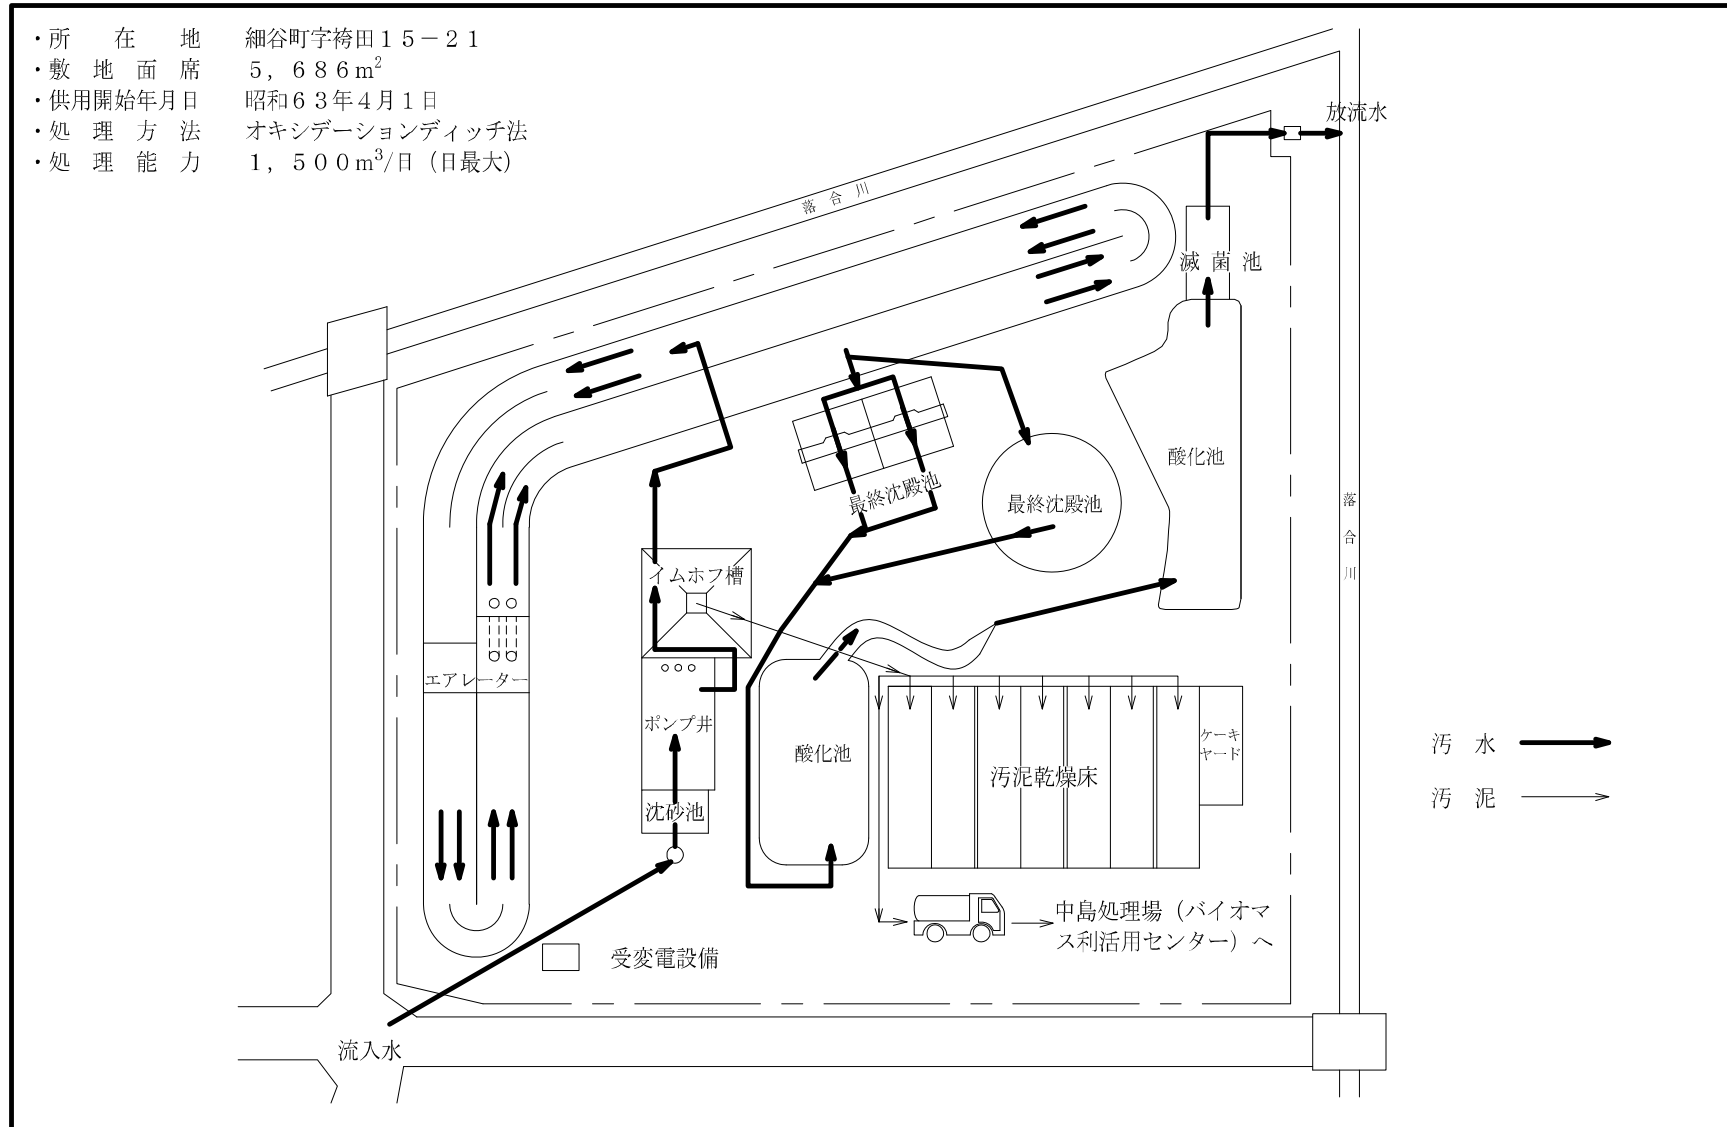 ・所　在　地　細谷町字袴田１５－２１
・敷　地　面　席　５，６８６m²
・供用開始年月日　昭和６３年４月１日
・処　理　方　法　オキシデーションディッチ法
・処　理　能　力　１，５００m³/日（日最大）
放流水
落合川
滅菌池
酸化池
最終沈殿池
最終沈殿池
落合川
イムホフ槽
エアレーター
ポンプ井
ケーキ
ヤード
酸化池
汚泥乾燥床
沈砂池
汚　水
汚　泥
中島処理場（バイオマ
ス利活用センター）へ
受変電設備
流入水